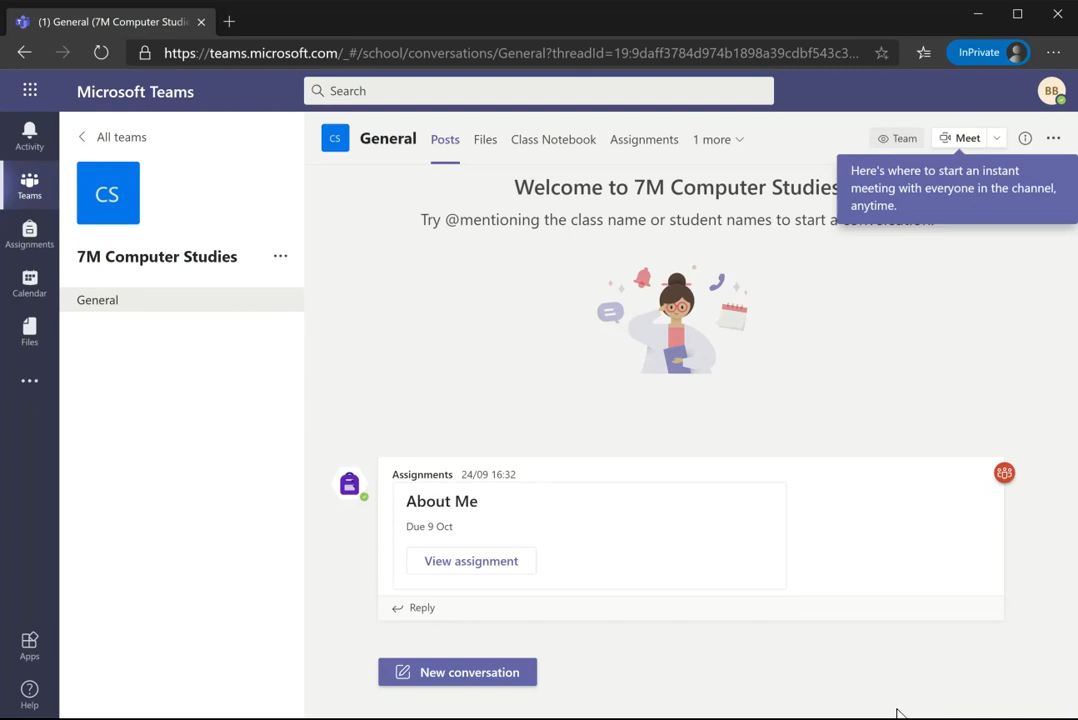 (1) General (7M Computer Studie
https://teams.microsoft.com/_#/school/conversations/General?threadId=19:9daff3784d974b1898a39cdbf543c3...
InPrivate
Microsoft Teams
Search
BB
Activity
Teams
Assignments
Calendar
Files
Apps
Help
All teams
CS
7M Computer Studies
General
CS
General
Posts
Files
Class Notebook
Assignments
1 more
Team
Meet
Here's where to start an instant
meeting with everyone in the channel,
anytime.
Welcome to 7M Computer Studies
Try @mentioning the class name or student names to start a conversation.
Assignments 24/09 16:32
About Me
Due 9 Oct
View assignment
Reply
New conversation